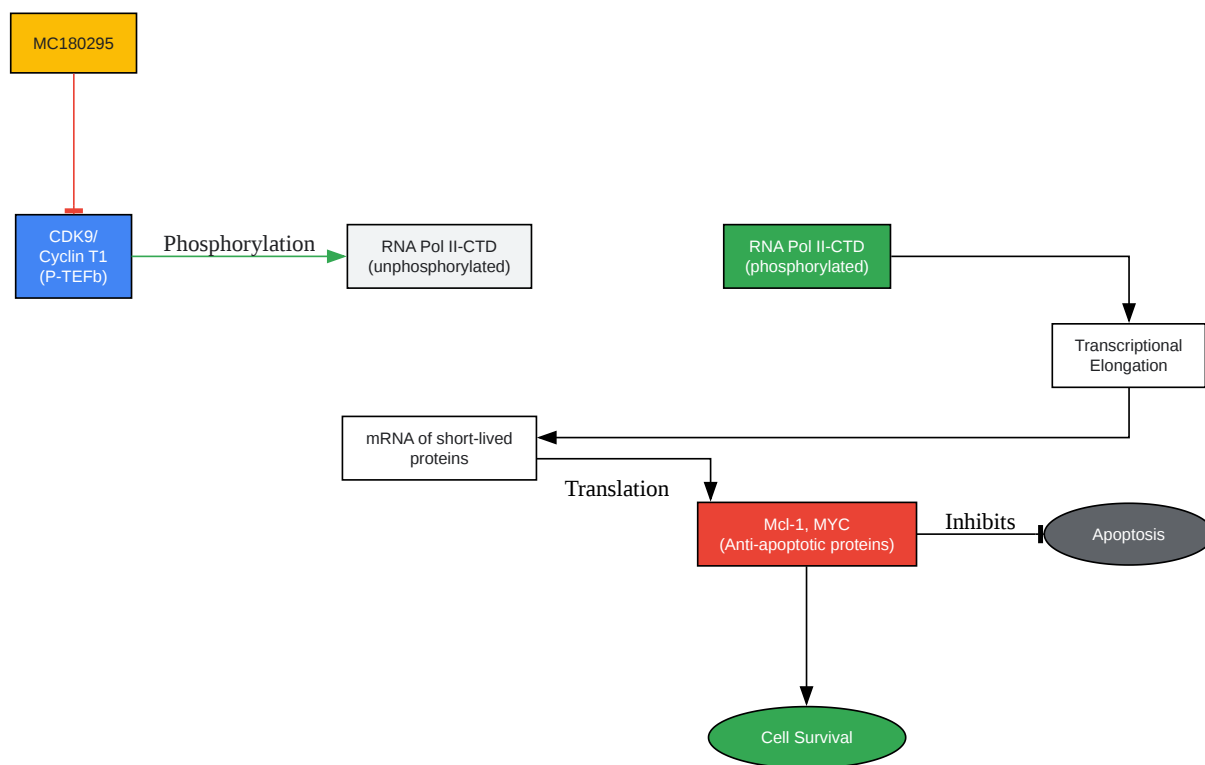 MC180295
CDK9/
Cyclin T1
(P-TEFb)
Phosphorylation
RNA Pol II-CTD
(unphosphorylated)
RNA Pol II-CTD
(phosphorylated)
Transcriptional
Elongation
mRNA of short-lived
proteins
Translation
Mcl-1, MYC
(Anti-apoptotic proteins)
Inhibits
Apoptosis
Cell Survival